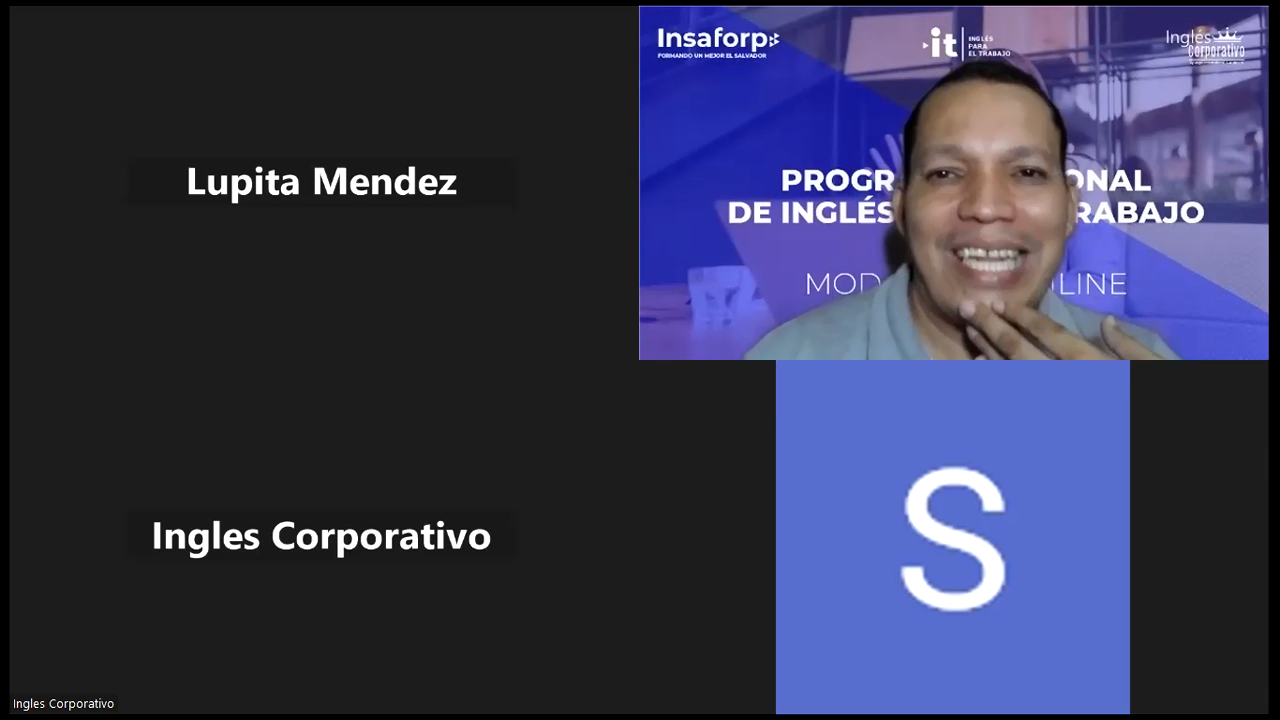 Lupita Mendez
Insaforp
FORMANDO UN MEJOR EL SALVADOR
it
INGLÉS
PARA
EL TRABAJO
Inglés
Corporativo
PROGR ONAL
DE INGLÉS RABAJO
MOD LINE
Ingles Corporativo
S
Ingles Corporativo